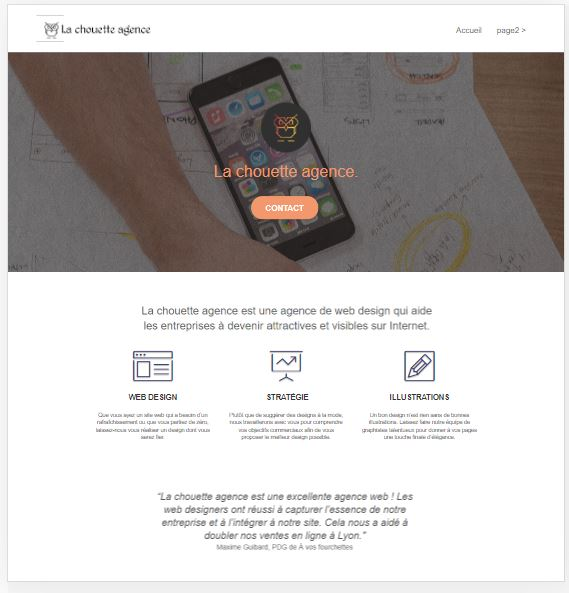 La chouette agence
Accueil
page2 >
La chouette agence.
CONTACT
La chouette agence est une agence de web design qui aide
les entreprises à devenir attractives et visibles sur Internet.
WEB DESIGN
Que vous ayez un site web qui a besoin d'un
rafraîchissement ou que vous partiez de zéro,
laissez-nous vous réaliser un design dont vous
serez fier.
STRATÉGIE
Plutôt que de suggérer des designs à la mode,
nous travaillerons avec vous pour comprendre
vos objectifs commerciaux afin de vous
proposer le meilleur design possible.
ILLUSTRATIONS
Un bon design n'est rien sans de bonnes
illustrations. Laissez faire notre équipe de
graphistes talentueux pour donner à vos pages
une touche finale d'élégance.
"La chouette agence est une excellente agence web ! Les
web designers ont réussi à capturer l'essence de notre
entreprise et à l'intégrer à notre site. Cela nous a aidé à
doubler nos ventes en ligne à Lyon."
Maxime Guibard, PDG de À vos fourchettes